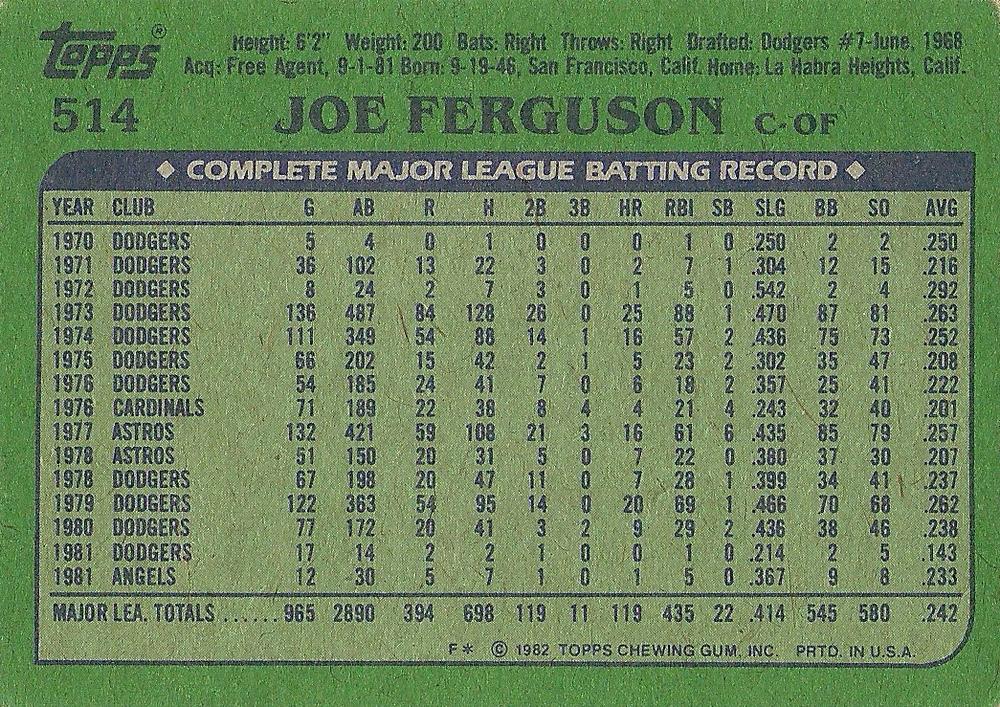 topps®
Height: 6'2" Weight: 200 Bats: Right Throws: Right Drafted: Dodgers #7-June, 1968
Acq: Free Agent, 9-1-81 Born: 9-19-46, San Francisco, Calif. Home: La Habra Heights, Calif.
514 JOE FERGUSON C-OF
◆ COMPLETE MAJOR LEAGUE BATTING RECORD ◆
YEAR CLUB G AB R H 2B 3B HR RBI SB SLG BB SO AVG
1970 DODGERS 5 4 0 1 0 0 0 1 0 .250 2 2 .250
1971 DODGERS 36 102 13 22 3 0 2 7 1 .304 12 15 .216
1972 DODGERS 8 24 2 7 3 0 1 5 0 .542 2 4 .292
1973 DODGERS 136 487 84 128 26 0 25 88 1 .470 87 81 .263
1974 DODGERS 111 349 54 88 14 1 16 57 2 .436 75 73 .252
1975 DODGERS 66 202 15 42 2 1 5 23 2 .302 35 47 .208
1976 DODGERS 54 185 24 41 7 0 6 18 2 .357 25 41 .222
1976 CARDINALS 71 189 22 38 8 4 4 21 4 .243 32 40 .201
1977 ASTROS 132 421 59 108 21 3 16 61 6 .435 85 79 .257
1978 ASTROS 51 150 20 31 5 0 7 22 0 .380 37 30 .207
1978 DODGERS 67 198 20 47 11 0 7 28 1 .399 34 41 .237
1979 DODGERS 122 363 54 95 14 0 20 69 1 .466 70 68 .262
1980 DODGERS 77 172 20 41 3 2 9 29 2 .436 38 46 .238
1981 DODGERS 17 14 2 2 1 0 0 1 0 .214 2 5 .143
1981 ANGELS 12 30 5 7 1 0 1 5 0 .367 9 8 .233
MAJOR LEA. TOTALS ...... 965 2890 394 698 119 11 119 435 22 .414 545 580 .242
F* © 1982 TOPPS CHEWING GUM, INC. PRTD. IN U.S.A.